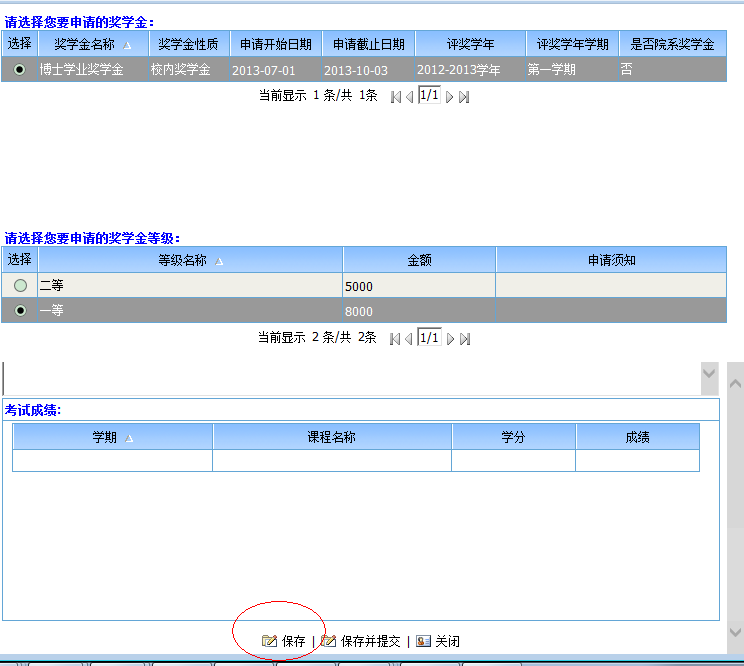 请选择您要申请的奖学金:
选择 奖学金名称 奖学金性质 申请开始日期 申请截止日期 评奖学年 评奖学年学期 是否院系奖学金
博士学业奖学金 校内奖学金 2013-07-01 2013-10-03 2012-2013学年 第一学期 否
当前显示 1 条/共 1条 1/1
请选择您要申请的奖学金等级:
选择 等级名称 金额 申请须知
二等 5000
一等 8000
当前显示 2 条/共 2条 1/1
考试成绩:
学期 课程名称 学分 成绩
保存 | 保存并提交 | 关闭